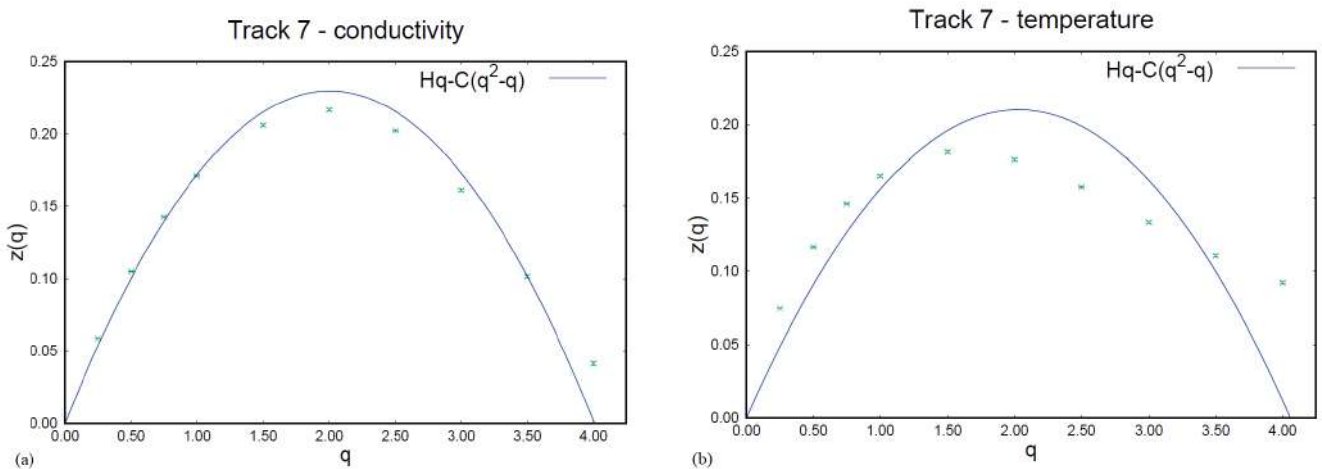 Track 7 - conductivity
0.25
0.20
0.15
0.10
0.05
0.00
z(q)
Hq-C(q²-q)
0.00 0.50 1.00 1.50 2.00 2.50 3.00 3.50 4.00
q
(a)
Track 7 - temperature
0.25
0.20
0.15
0.10
0.05
0.00
z(q)
Hq-C(q²-q)
0.00 0.50 1.00 1.50 2.00 2.50 3.00 3.50 4.00
q
(b)